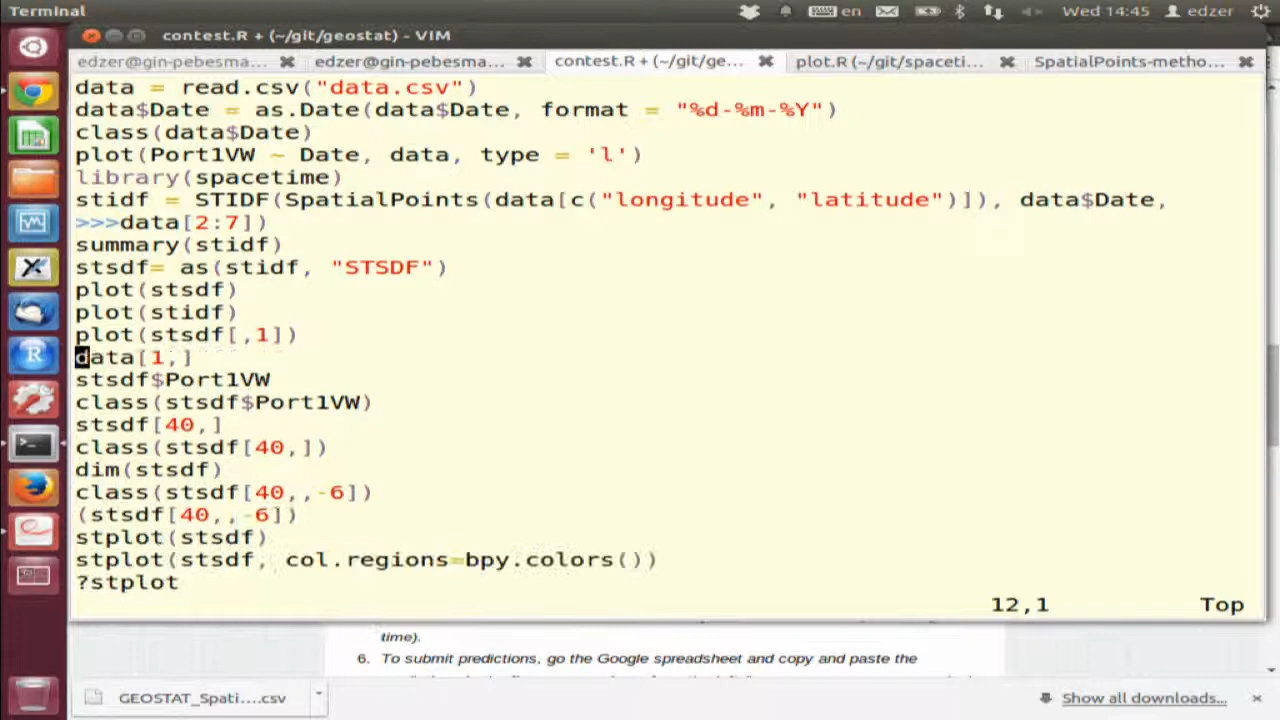 Terminal
en
Wed 14:45
edzer
contest.R + (~/git/geostat) - VIM
edzer@gin-pebesma...
edzer@gin-pebesma...
contest.R + (~/git/ge...
plot.R (~/git/spaceti...
SpatialPoints-metho...
data = read.csv("data.csv")
data$Date = as.Date(data$Date, format = "%d-%m-%Y")
class(data$Date)
plot(Port1VW ~ Date, data, type = 'l')
library(spacetime)
stidf = STIDF(SpatialPoints(data[c("longitude", "latitude")]), data$Date,
>>>data[2:7])
summary(stidf)
stsdf= as(stidf, "STSDF")
plot(stsdf)
plot(stidf)
plot(stsdf[,1])
data[1,]
stsdf$Port1VW
class(stsdf$Port1VW)
stsdf[40,]
class(stsdf[40,])
dim(stsdf)
class(stsdf[40,,-6])
(stsdf[40,,-6])
stplot(stsdf)
stplot(stsdf, col.regions=bpy.colors())
?stplot
12,1 Top
time).
6. To submit predictions, go the Google spreadsheet and copy and paste the
GEOSTAT_Spati....csv
Show all downloads...